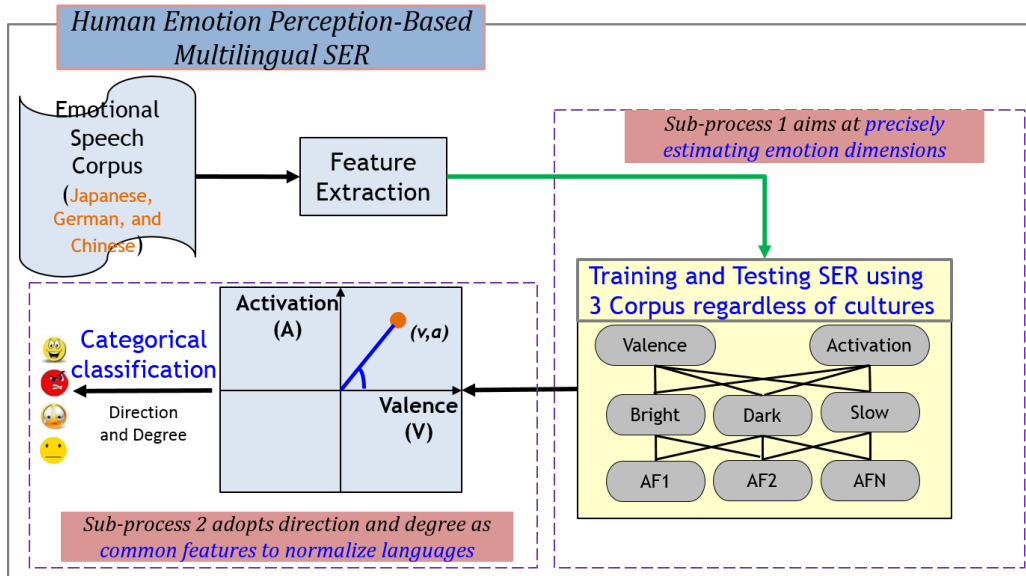 Human Emotion Perception-Based
Multilingual SER
Emotional
Speech
Corpus
(Japanese,
German, and
Chinese)
Feature
Extraction
Sub-process 1 aims at precisely
estimating emotion dimensions
Training and Testing SER using
3 Corpus regardless of cultures
Valence
Activation
Bright
Dark
Slow
AF1
AF2
AFN
Activation
(A)
(v,a)
Valence
(V)
Categorical
classification
Direction
and Degree
Sub-process 2 adopts direction and degree as
common features to normalize languages